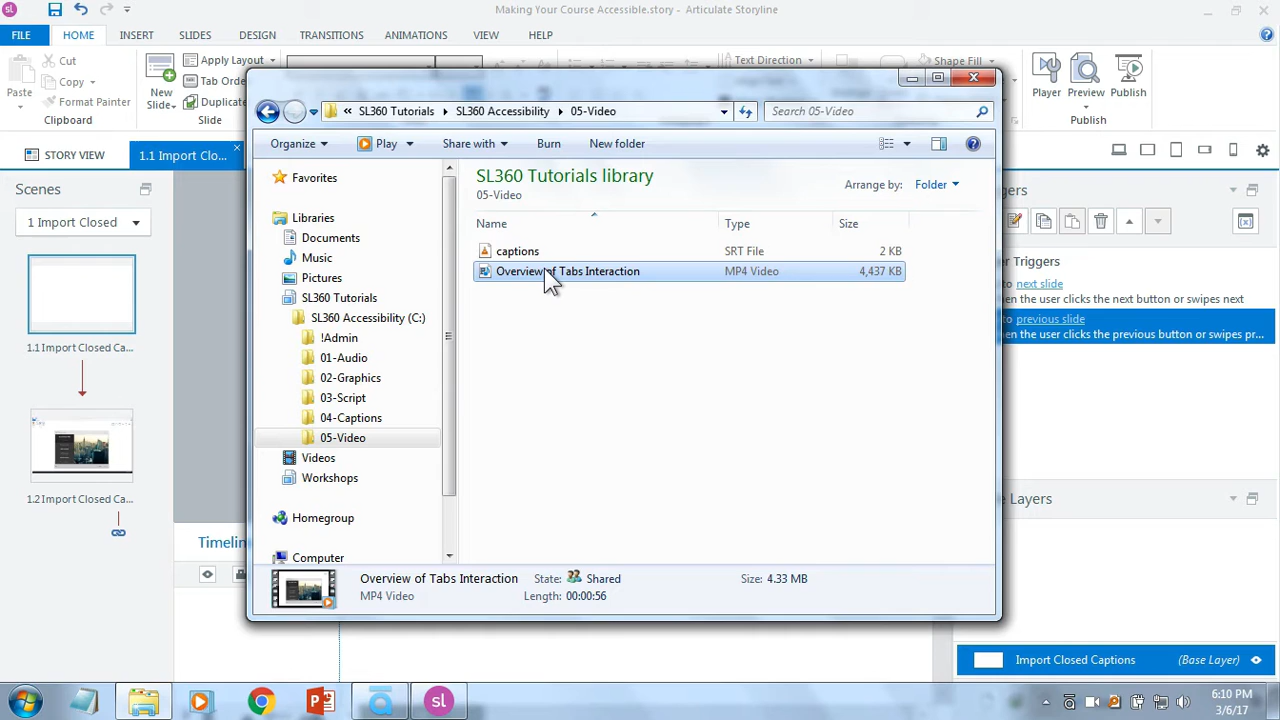 Making Your Course Accessible.story - Articulate Storyline
FILE HOME INSERT SLIDES DESIGN TRANSITIONS ANIMATIONS VIEW HELP
Cut
Copy
Format Painter
Paste
Clipboard
New Slide
Apply Layout
Tab Order
Duplicate
Slide
Text Direction
Shape Fill
Player
Preview
Publish
Publish
SL360 Tutorials SL360 Accessibility 05-Video
Search 05-Video
Organize Play Share with Burn New folder
STORY VIEW
1.1 Import Clo...
Scenes
1 Import Closed
1.1 Import Closed Ca...
1.2 Import Closed Ca...
Favorites
Libraries
Documents
Music
Pictures
SL360 Tutorials
SL360 Accessibility (C:)
!Admin
01-Audio
02-Graphics
03-Script
04-Captions
05-Video
Videos
Workshops
Homegroup
Computer
SL360 Tutorials library
05-Video
Arrange by: Folder
Name Type Size
captions SRT File 2 KB
Overview of Tabs Interaction MP4 Video 4,437 KB
Overview of Tabs Interaction State: Shared Size: 4.33 MB
MP4 Video Length: 00:00:56
next slide
en the user clicks the next button or swipes next
previous slide
en the user clicks the previous button or swipes pr...
Timelin
Import Closed Captions (Base Layer)
sl
6:10 PM
3/6/17